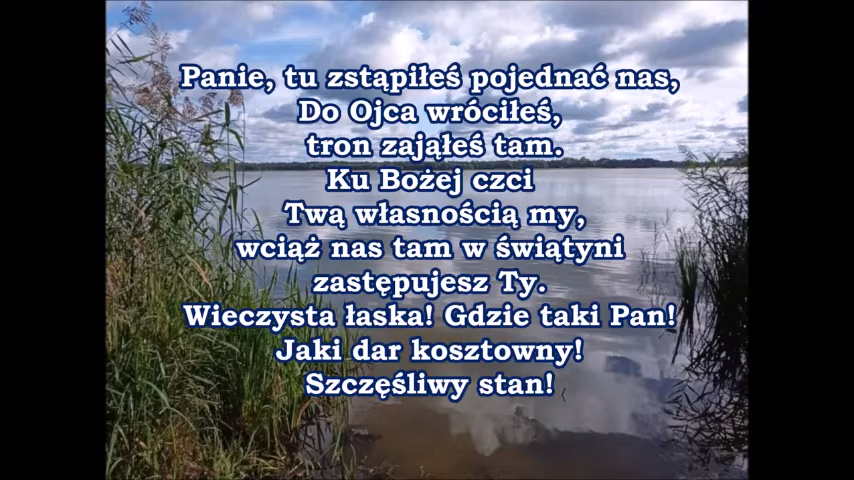 Panie, tu zstąpiłeś pojednać nas,
Do Ojca wróciłeś,
tron zająłeś tam.
Ku Bożej czci
Twą własnością my,
wciąż nas tam w świątyni
zastępujesz Ty.
Wieczysta łaska! Gdzie taki Pan!
Jaki dar kosztowny!
Szczęśliwy stan!